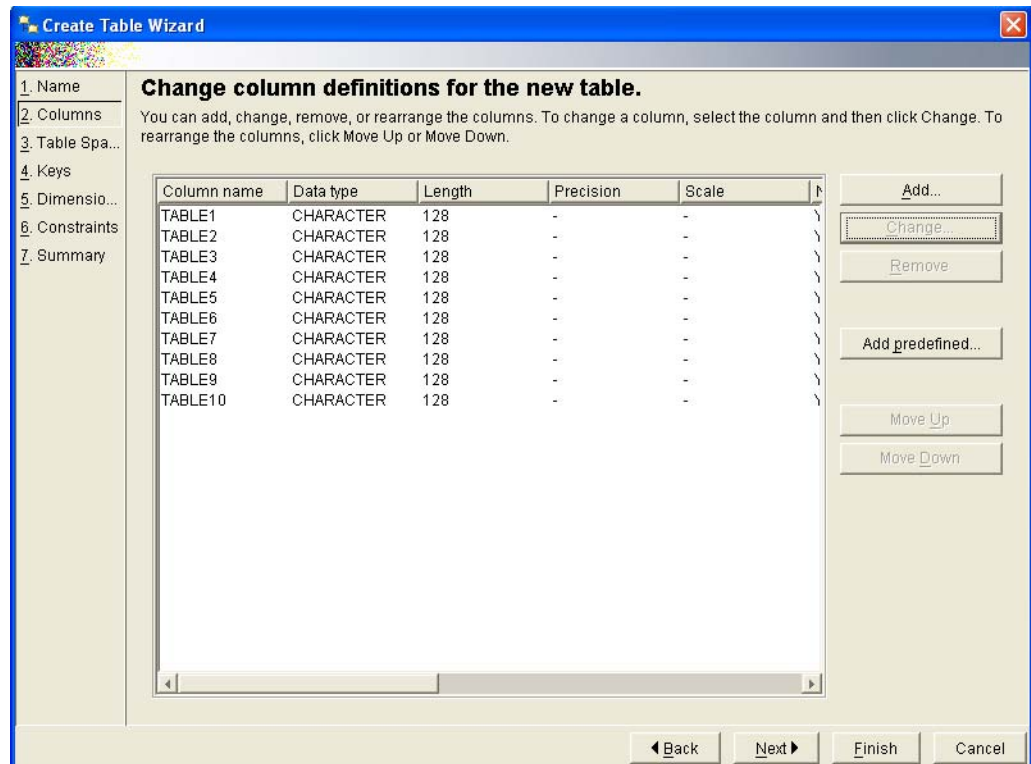 Create Table Wizard
1. Name
2. Columns
3. Table Spa...
4. Keys
5. Dimensio...
6. Constraints
7. Summary
Change column definitions for the new table.
You can add, change, remove, or rearrange the columns. To change a column, select the column and then click Change. To
rearrange the columns, click Move Up or Move Down.
Column name Data type Length Precision Scale
TABLE1 CHARACTER 128 - -
TABLE2 CHARACTER 128 - -
TABLE3 CHARACTER 128 - -
TABLE4 CHARACTER 128 - -
TABLE5 CHARACTER 128 - -
TABLE6 CHARACTER 128 - -
TABLE7 CHARACTER 128 - -
TABLE8 CHARACTER 128 - -
TABLE9 CHARACTER 128 - -
TABLE10 CHARACTER 128 - -
Add...
Change...
Remove
Add predefined...
Move Up
Move Down
Back Next Finish Cancel